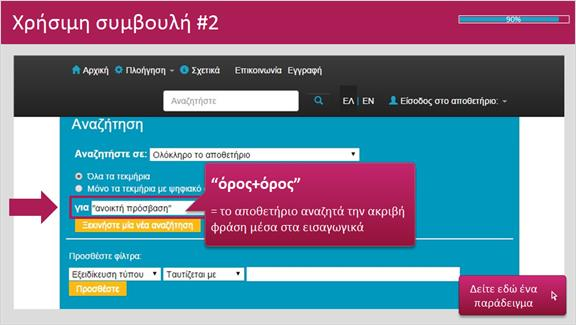 Χρήσιμη συμβουλή #2
90%
Αρχική Πλοήγηση Σχετικά Επικοινωνία Εγγραφή
Αναζητήστε ΕΛ | EN Είσοδος στο αποθετήριο:
Αναζήτηση
Αναζητήστε σε: Ολόκληρο το αποθετήριο
Όλα τα τεκμήρια
Μόνο τα τεκμήρια με ψηφιακό
για "ανοικτή πρόσβαση"
Ξεκινήστε μία νέα αναζήτηση
“όρος+όρος”
= το αποθετήριο αναζητά την ακριβή
φράση μέσα στα εισαγωγικά
Προσθέστε φίλτρα:
Εξειδίκευση τύπου Ταυτίζεται με
Προσθέστε
Δείτε εδώ ένα
παράδειγμα